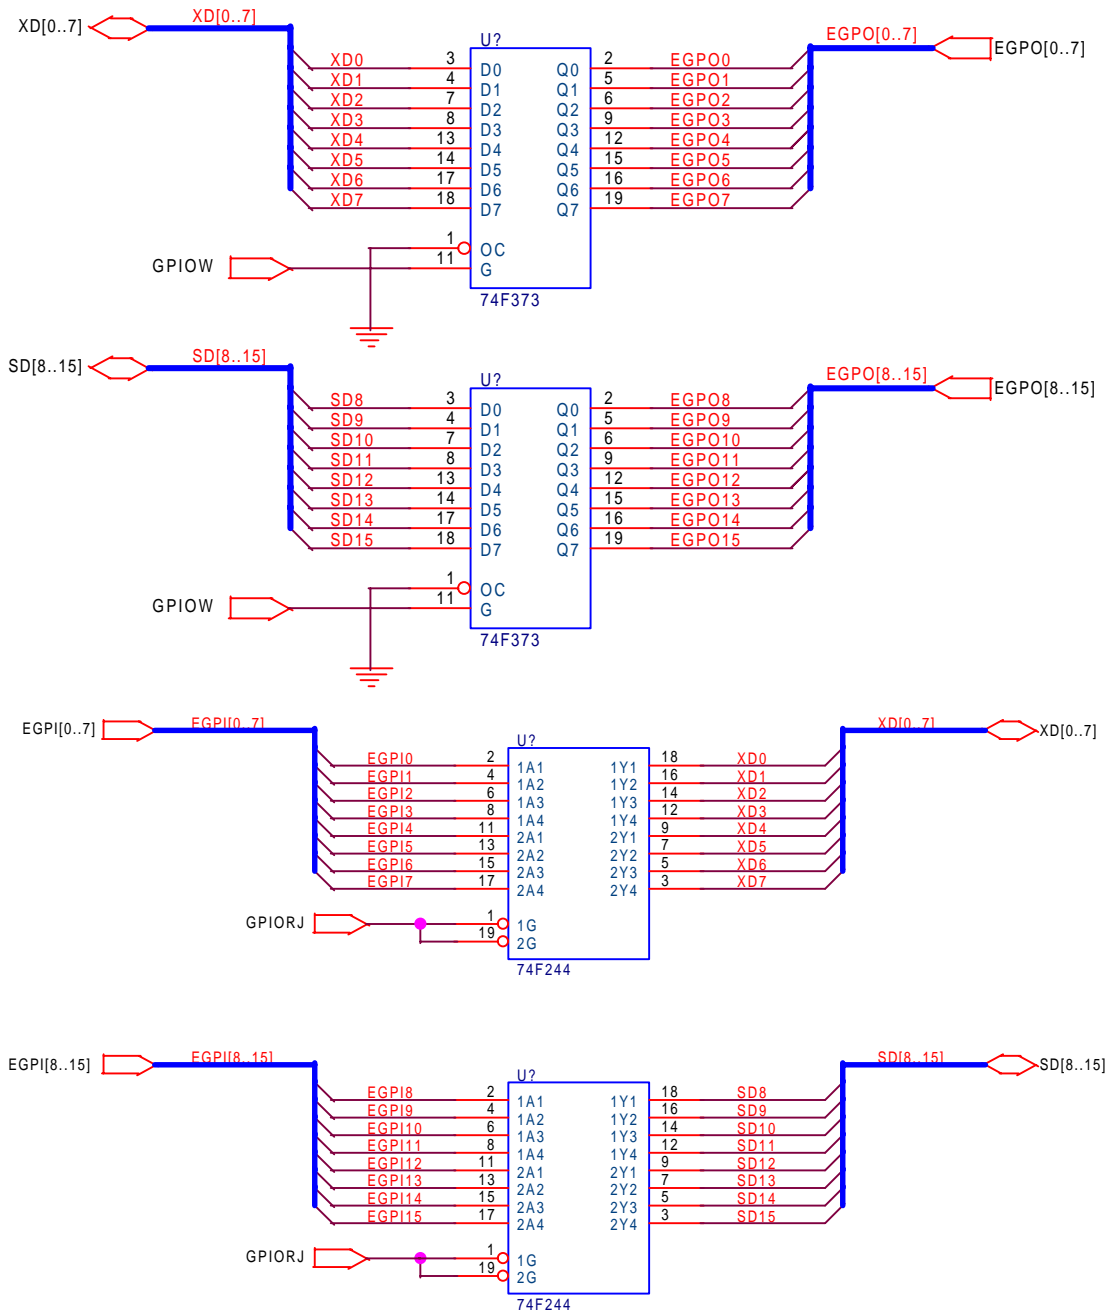 XD[0..7] XD[0..7] EGPO[0..7] EGPO[0..7]
U?
XD0 3 D0 Q0 2 EGPO0
XD1 4 D1 Q1 5 EGPO1
XD2 7 D2 Q2 6 EGPO2
XD3 8 D3 Q3 9 EGPO3
XD4 13 D4 Q4 12 EGPO4
XD5 14 D5 Q5 15 EGPO5
XD6 17 D6 Q6 16 EGPO6
XD7 18 D7 Q7 19 EGPO7
1 OC
GPIOW 11 G
74F373
SD[8..15] SD[8..15] EGPO[8..15] EGPO[8..15]
U?
SD8 3 D0 Q0 2 EGPO8
SD9 4 D1 Q1 5 EGPO9
SD10 7 D2 Q2 6 EGPO10
SD11 8 D3 Q3 9 EGPO11
SD12 13 D4 Q4 12 EGPO12
SD13 14 D5 Q5 15 EGPO13
SD14 17 D6 Q6 16 EGPO14
SD15 18 D7 Q7 19 EGPO15
1 OC
GPIOW 11 G
74F373
EGPI[0..7] EGPI[0..7] XD[0..7] XD[0..7]
U?
EGPI0 2 1A1 1Y1 18 XD0
EGPI1 4 1A2 1Y2 16 XD1
EGPI2 6 1A3 1Y3 14 XD2
EGPI3 8 1A4 1Y4 12 XD3
EGPI4 11 2A1 2Y1 9 XD4
EGPI5 13 2A2 2Y2 7 XD5
EGPI6 15 2A3 2Y3 5 XD6
EGPI7 17 2A4 2Y4 3 XD7
GPIORJ 1 1G
19 2G
74F244
EGPI[8..15] EGPI[8..15] SD[8..15] SD[8..15]
U?
EGPI8 2 1A1 1Y1 18 SD8
EGPI9 4 1A2 1Y2 16 SD9
EGPI10 6 1A3 1Y3 14 SD10
EGPI11 8 1A4 1Y4 12 SD11
EGPI12 11 2A1 2Y1 9 SD12
EGPI13 13 2A2 2Y2 7 SD13
EGPI14 15 2A3 2Y3 5 SD14
EGPI15 17 2A4 2Y4 3 SD15
GPIORJ 1 1G
19 2G
74F244